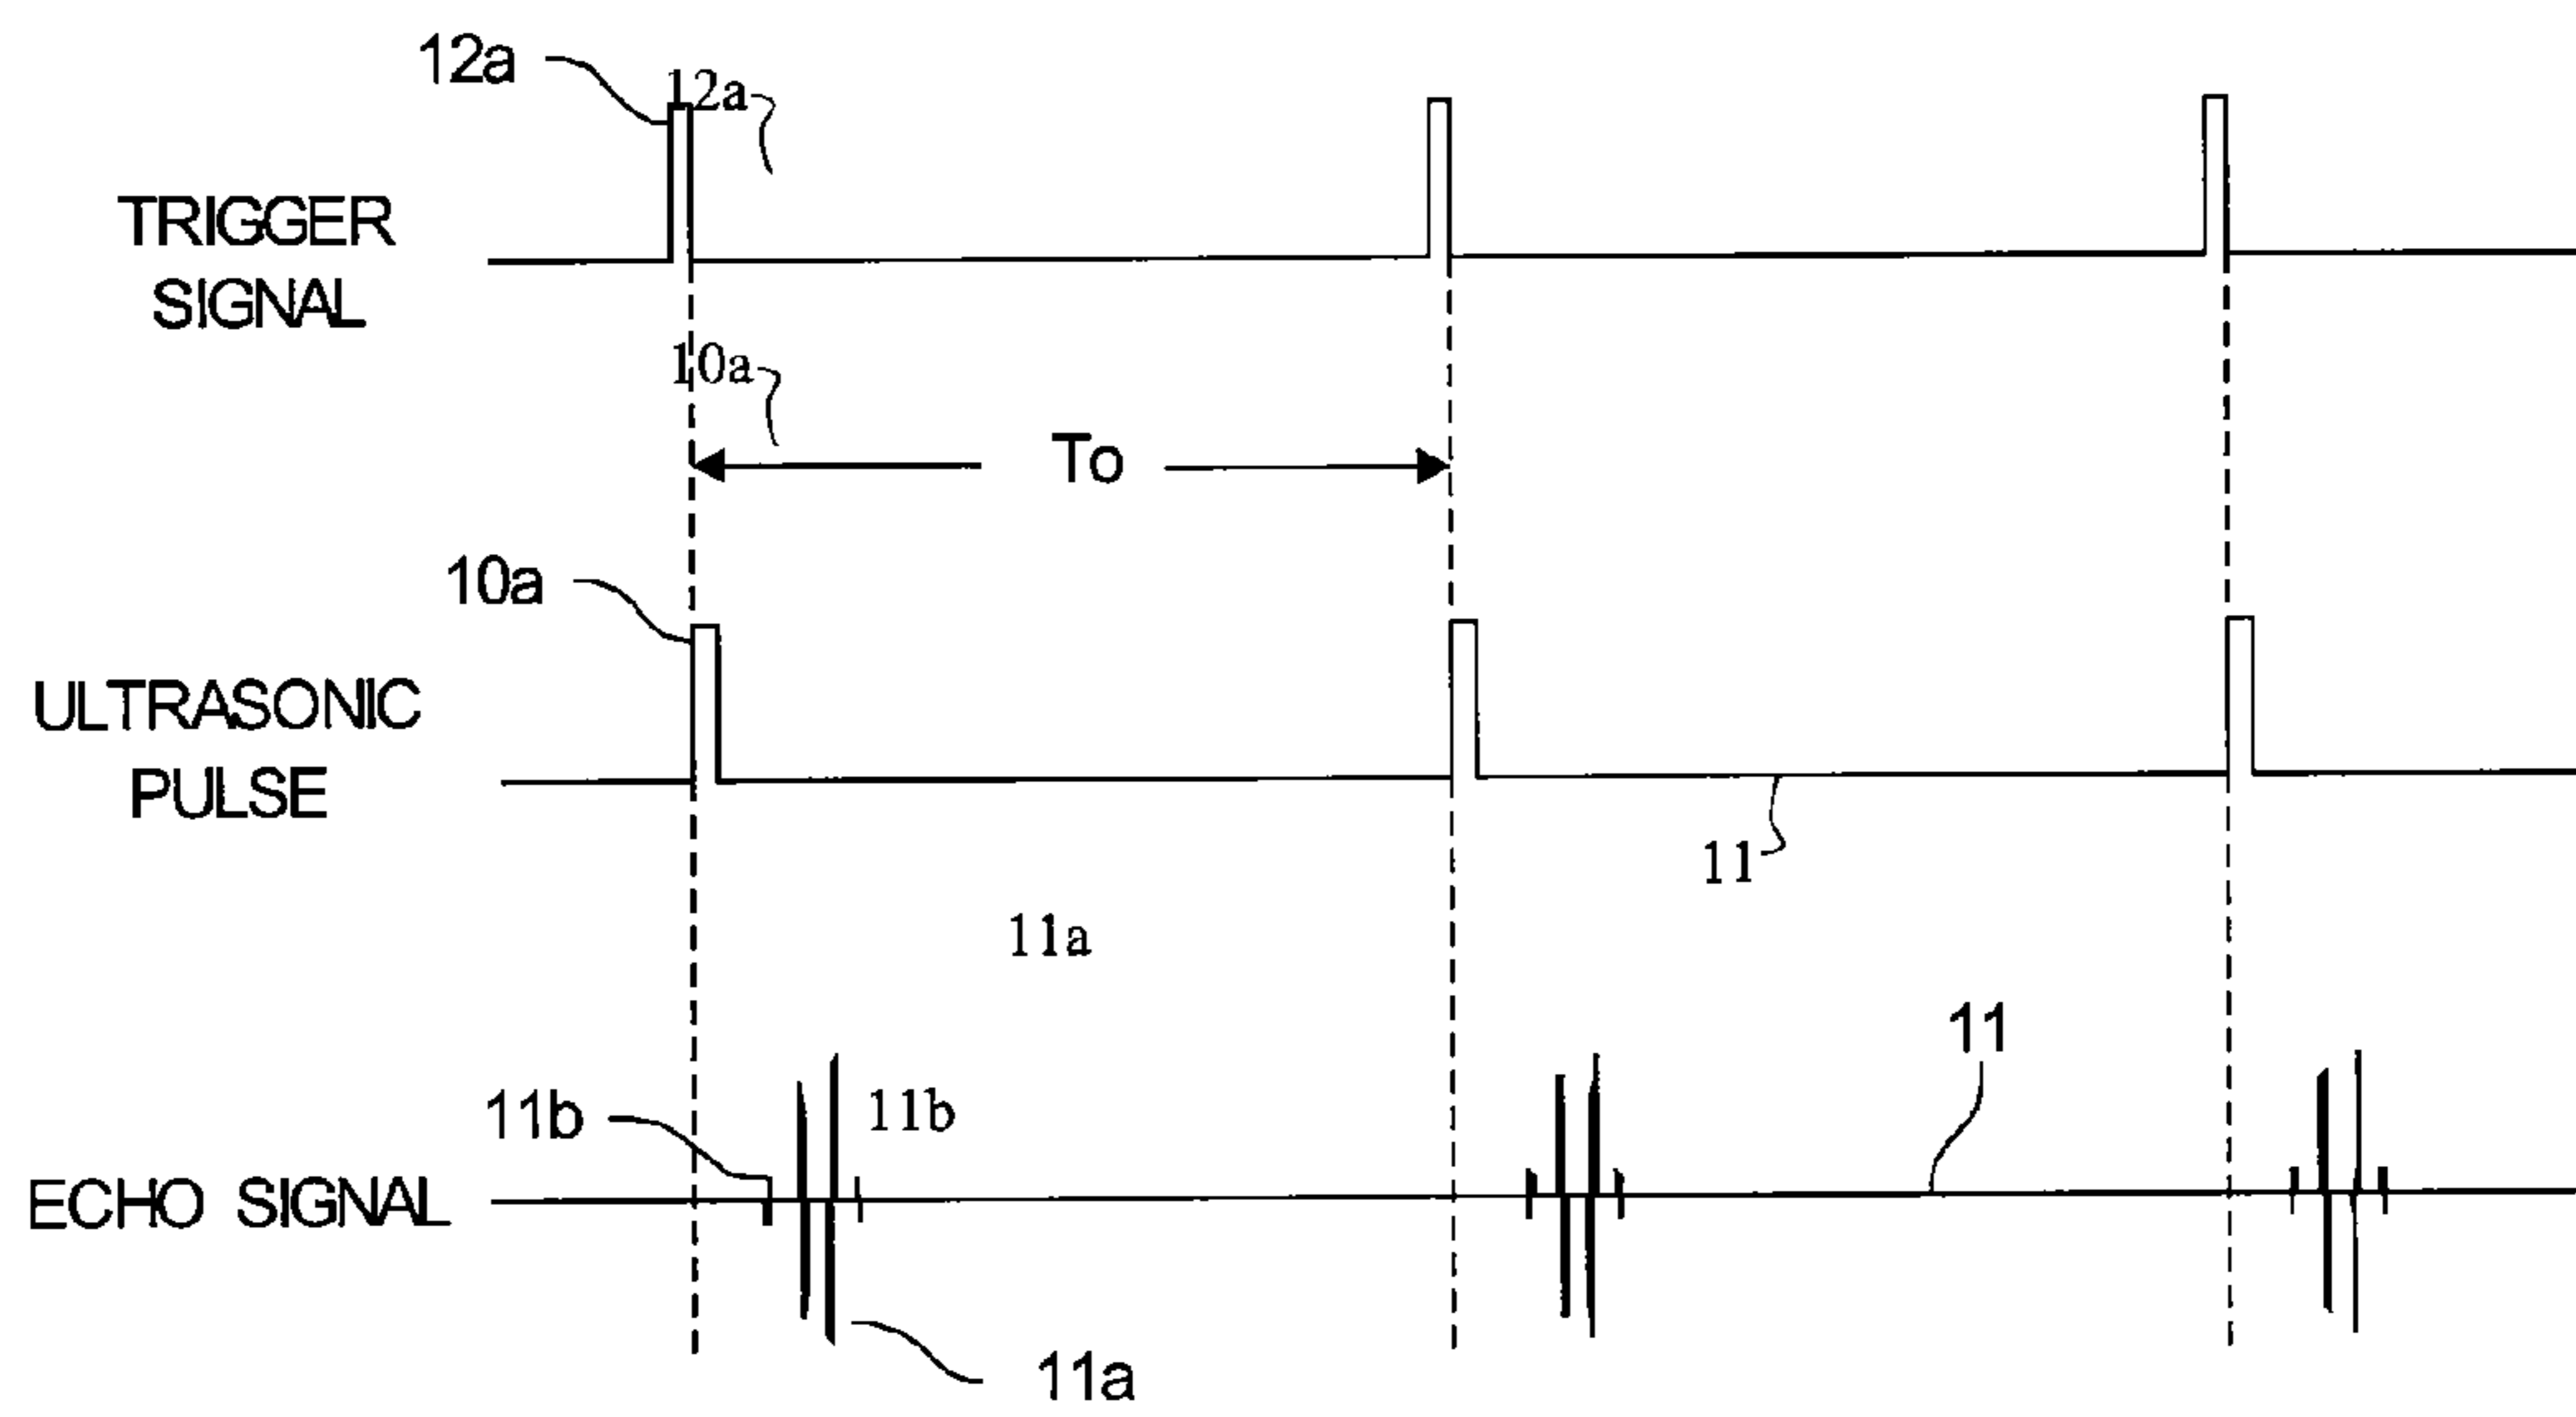 12a
12a
TRIGGER
SIGNAL
10a
To
10a
ULTRASONIC
PULSE
11
11a
11
11b
11b
ECHO SIGNAL
11a